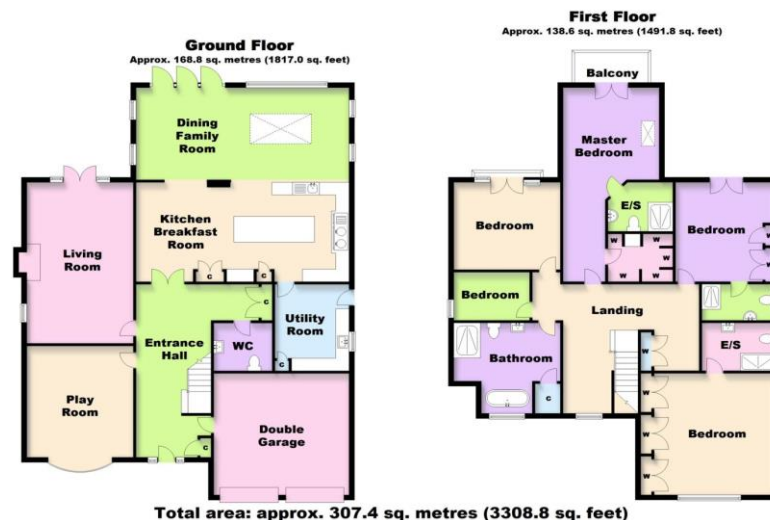 Ground Floor
Approx. 168.8 sq. metres (1817.0 sq. feet)
Dining
Family
Room
Kitchen
Breakfast
Room
C
C
Living
Room
C
Entrance
Hall
Utility
Room
WC
C
Play
Room
Double
Garage
C
First Floor
Approx. 138.6 sq. metres (1491.8 sq. feet)
Balcony
Master
Bedroom
E/S
Bedroom
Bedroom
W
W
W
W
W
W
W
Bedroom
Landing
Bathroom
C
W
E/S
W
W
W
Bedroom
Total area: approx. 307.4 sq. metres (3308.8 sq. feet)